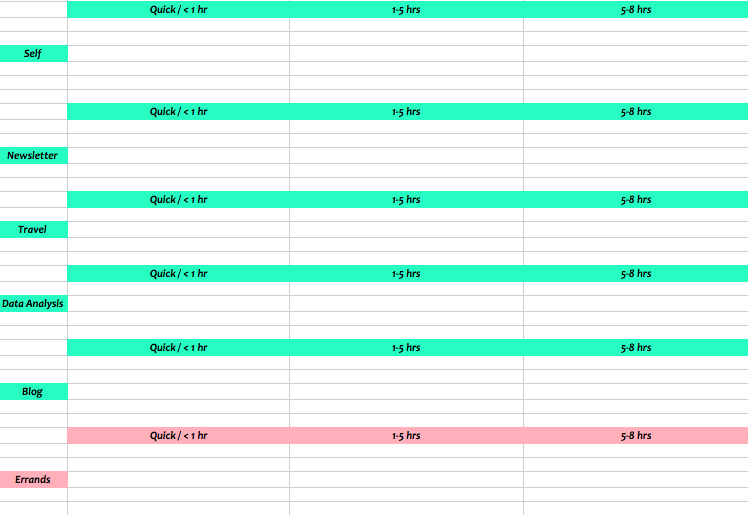 Quick / < 1 hr 1-5 hrs 5-8 hrs
Self
Quick / < 1 hr 1-5 hrs 5-8 hrs
Newsletter
Quick / < 1 hr 1-5 hrs 5-8 hrs
Travel
Quick / < 1 hr 1-5 hrs 5-8 hrs
Data Analysis
Quick / < 1 hr 1-5 hrs 5-8 hrs
Blog
Quick / < 1 hr 1-5 hrs 5-8 hrs
Errands